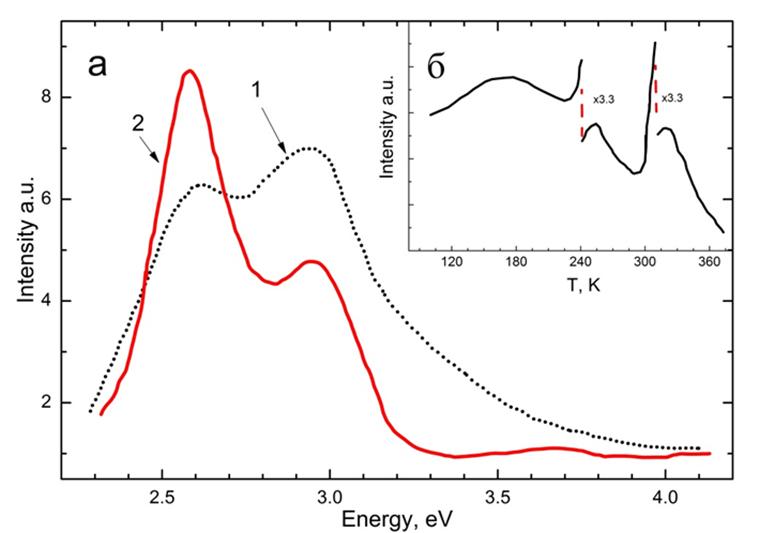 а
б
8
6
4
2
Intensity a.u.
1
2
2.5 3.0 3.5 4.0
Energy, eV
Intensity a.u.
x3.3 x3.3
120 180 240 300 360
T, K